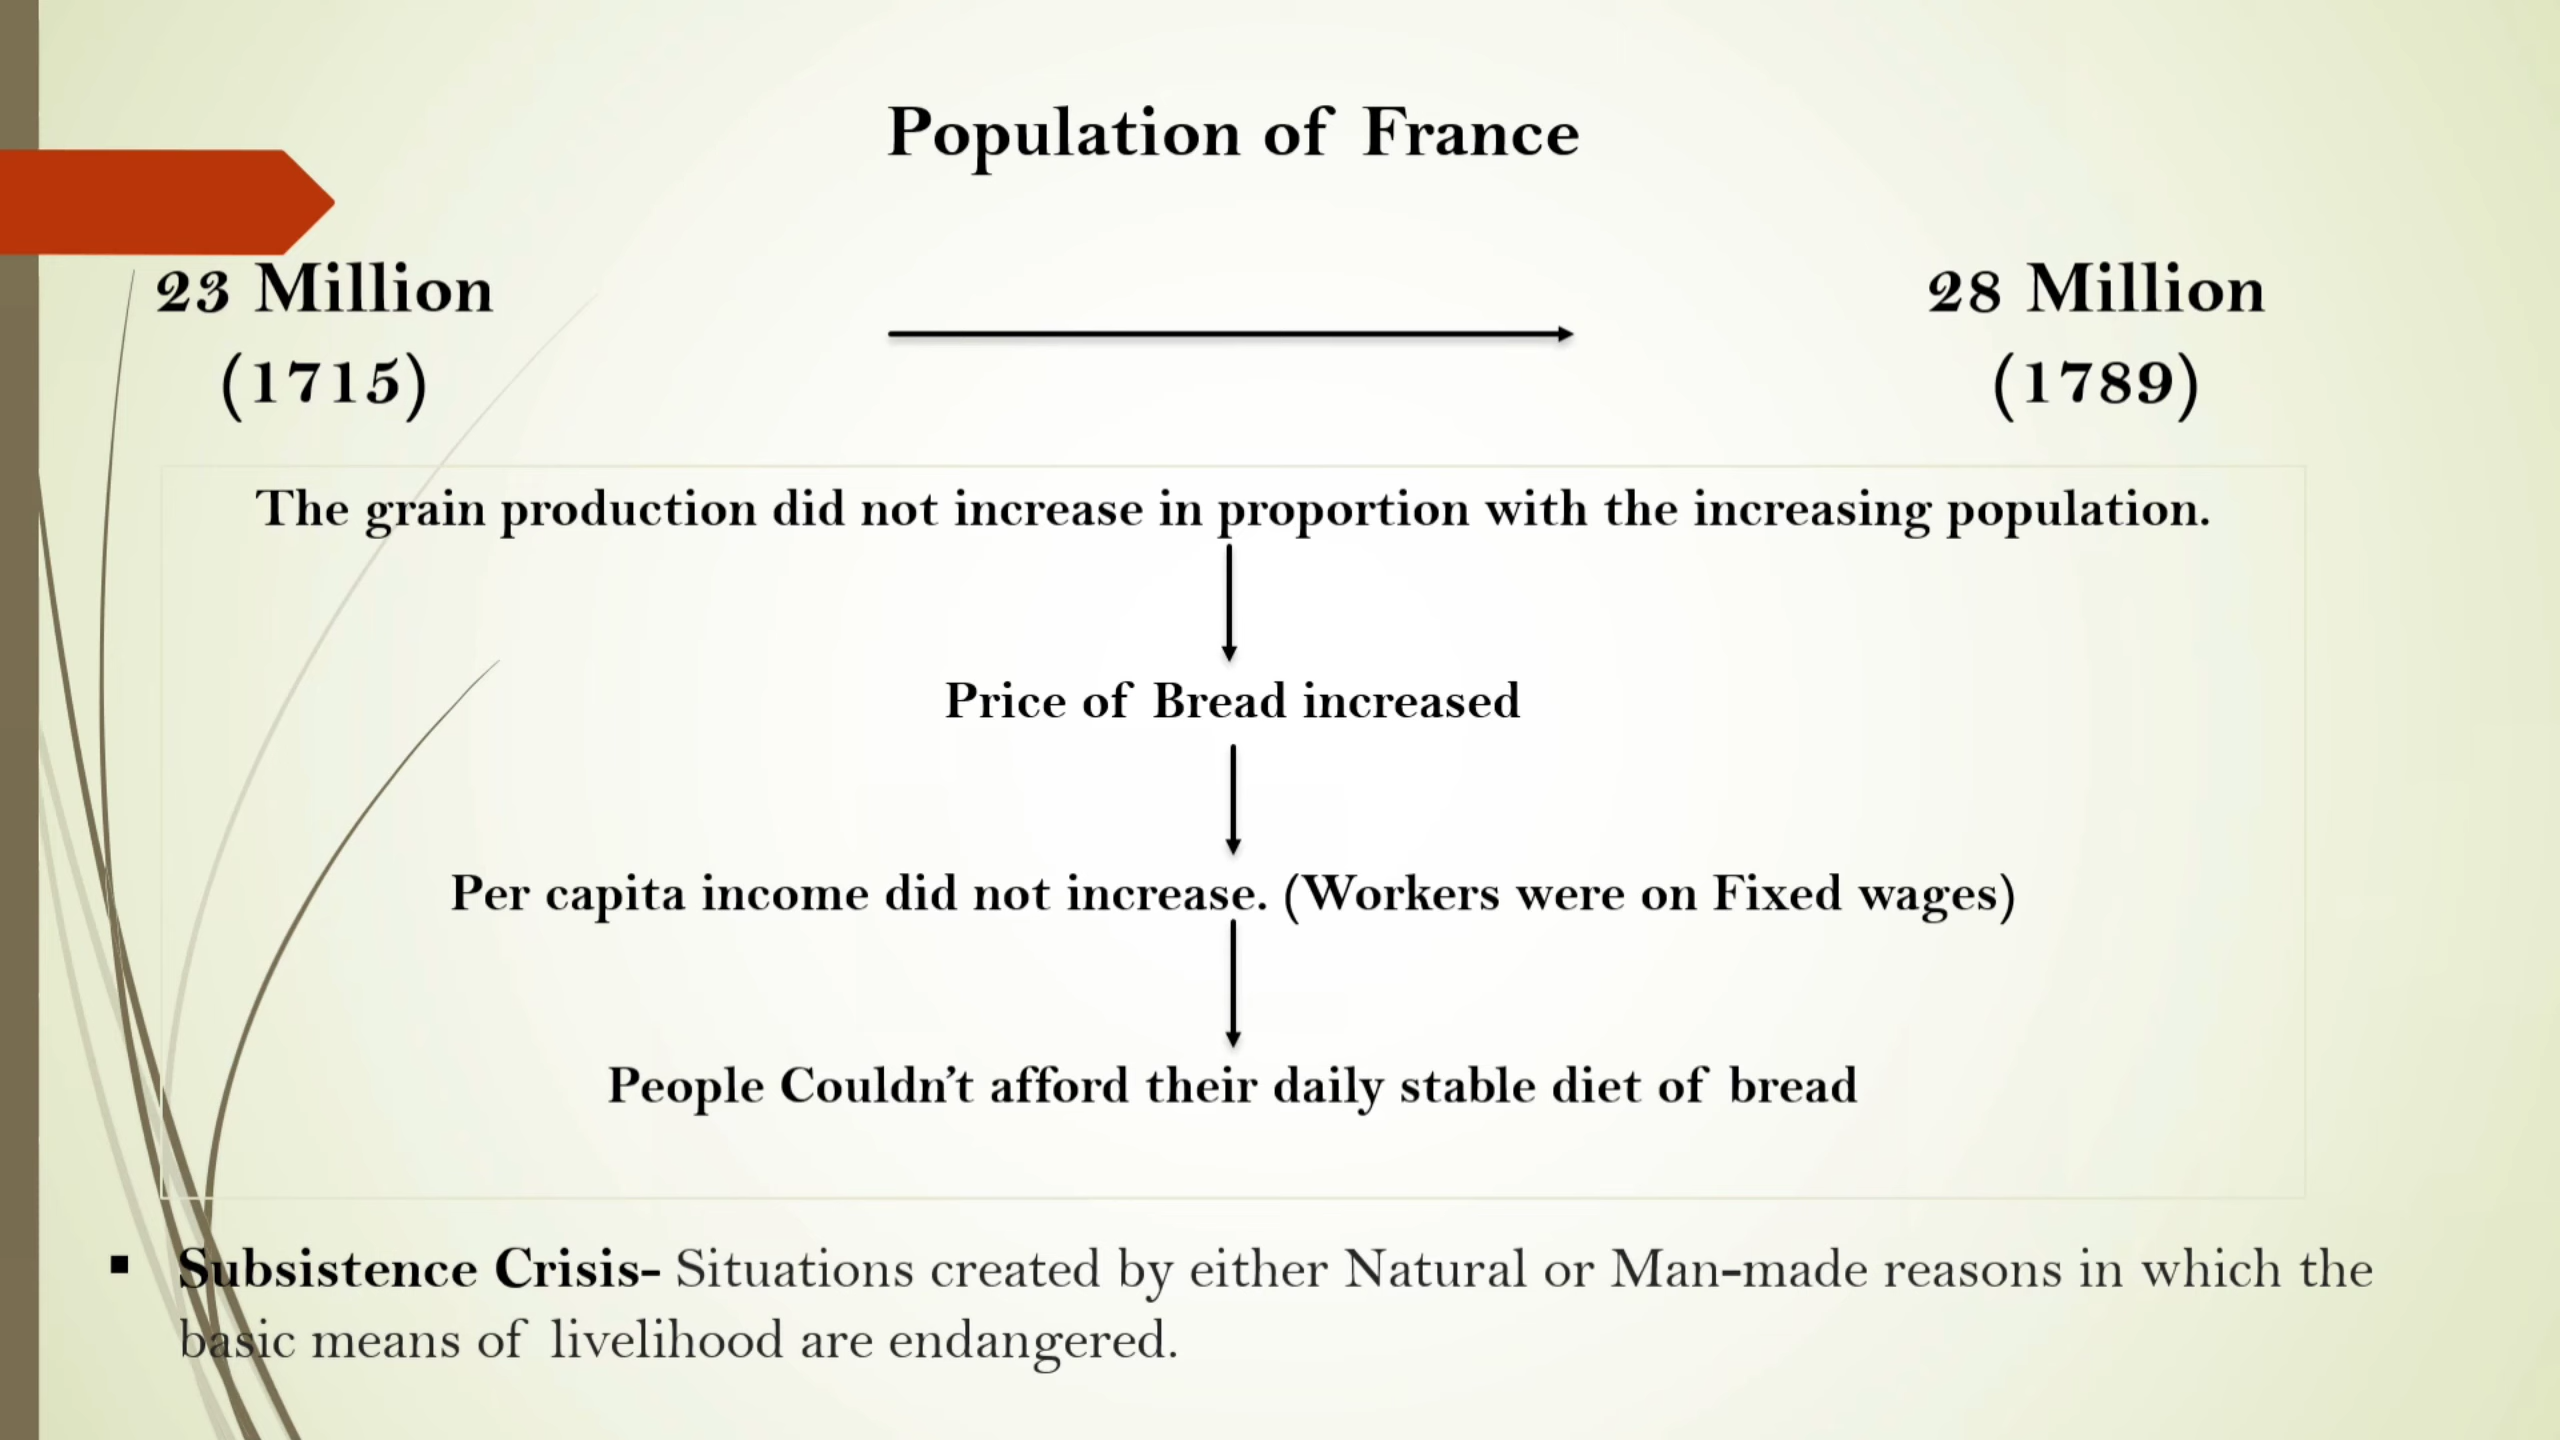 Population of France
23 Million
(1715)
28 Million
(1789)
The grain production did not increase in proportion with the increasing population.
Price of Bread increased
Per capita income did not increase. (Workers were on Fixed wages)
People Couldn’t afford their daily stable diet of bread
▪ Subsistence Crisis- Situations created by either Natural or Man-made reasons in which the
basic means of livelihood are endangered.